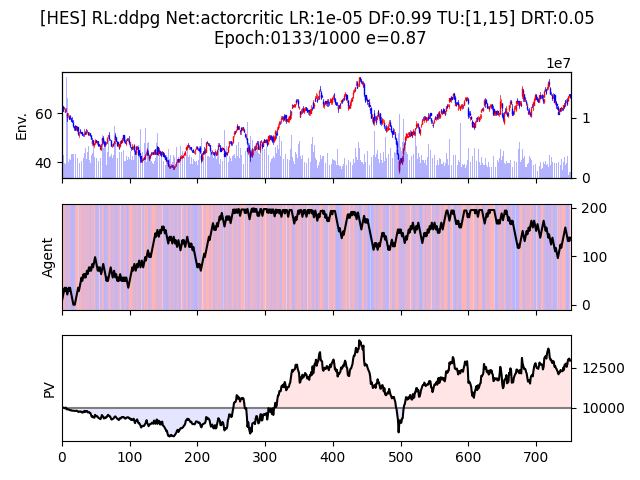 [HES] RL:ddpg Net:actorcritic LR:1e-05 DF:0.99 TU:[1,15] DRT:0.05
Epoch:0133/1000 e=0.87
1e7
Env.
60
40
1
0
Agent
200
100
0
PV
12500
10000
0 100 200 300 400 500 600 700